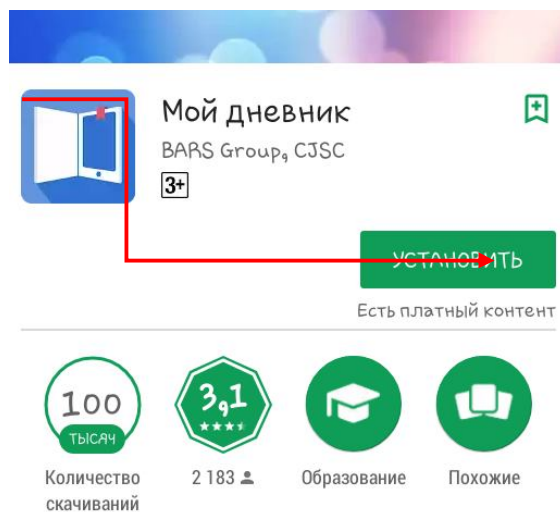 Мой дневник
BARS Group, CJSC
3+
УСТАНОВИТЬ
Есть платный контент
100
ТЫСЯЧ
3,1
Количество
скачиваний
2 183
Образование
Похожие